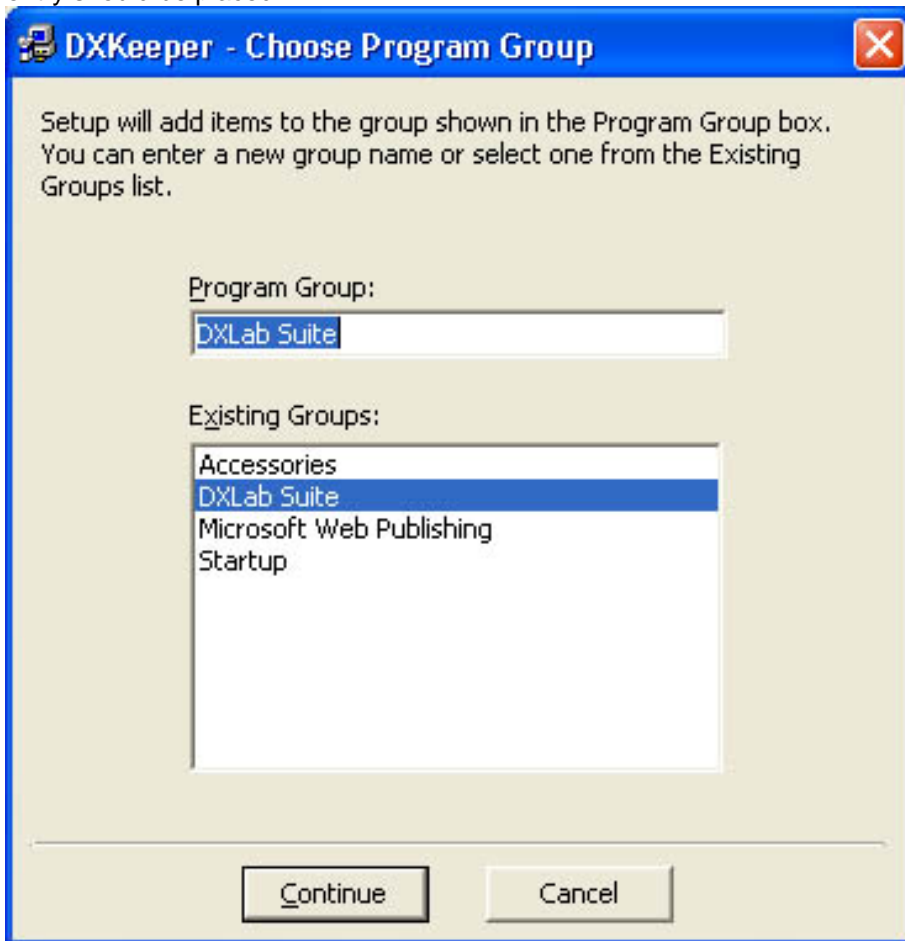 DXKeeper - Choose Program Group
Setup will add items to the group shown in the Program Group box.
You can enter a new group name or select one from the Existing
Groups list.
Program Group:
DXLab Suite
Existing Groups:
Accessories
DXLab Suite
Microsoft Web Publishing
Startup
Continue
Cancel